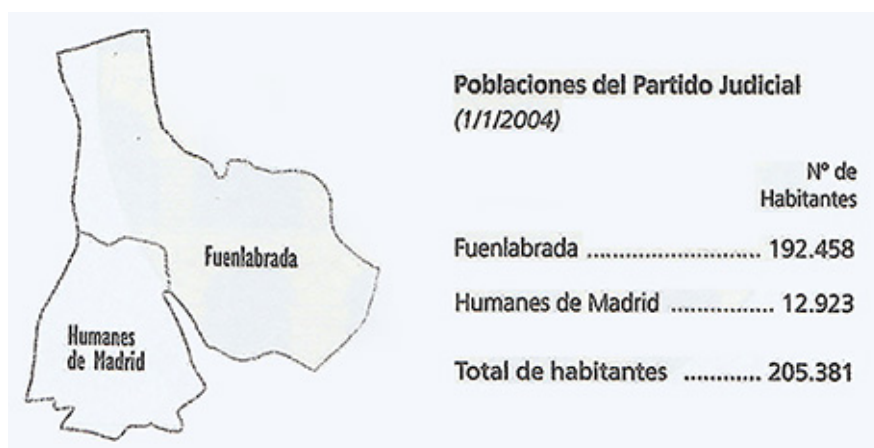 Fuenlabrada
Humanes
de Madrid
Poblaciones del Partido Judicial
(1/1/2004)
Nº de
Habitantes
Fuenlabrada .......................... 192.458
Humanes de Madrid ................ 12.923
Total de habitantes ............ 205.381